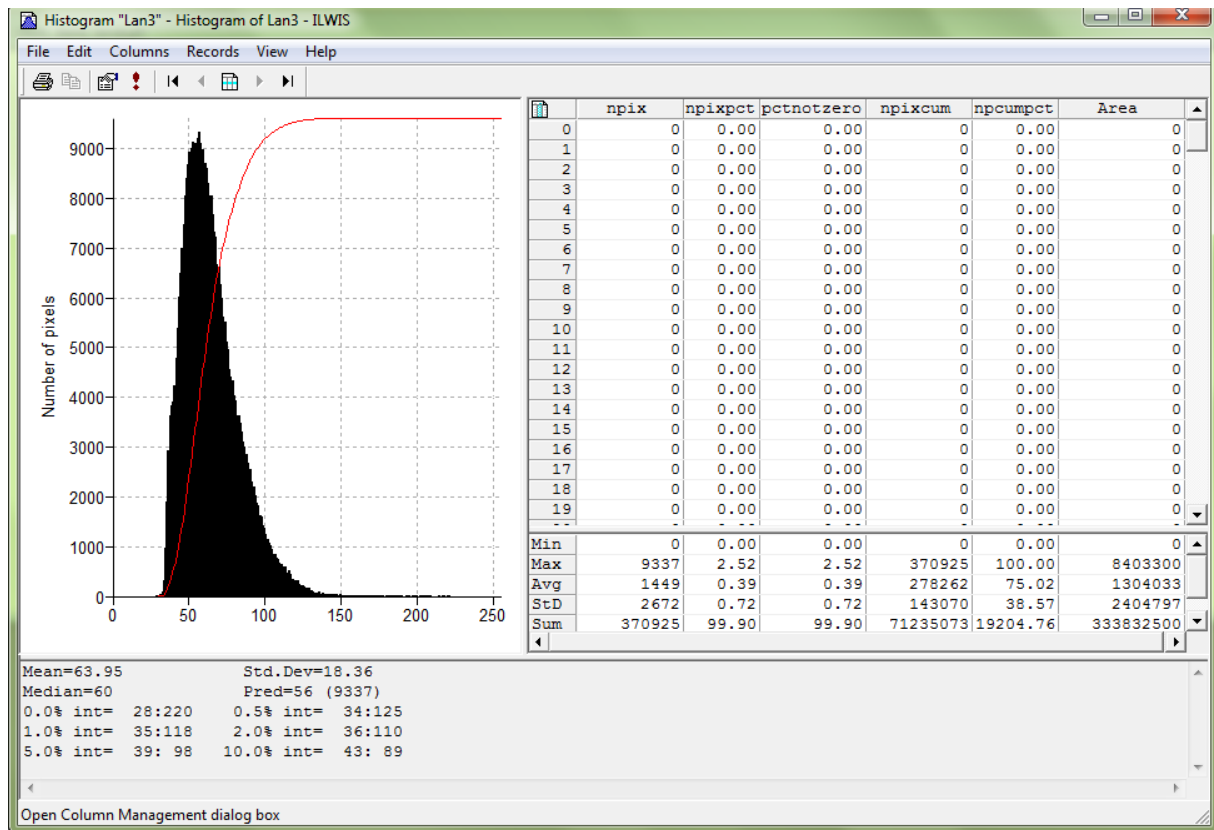 Histogram "Lan3" - Histogram of Lan3 - ILWIS
File Edit Columns Records View Help
9000
8000
7000
6000
5000
4000
3000
2000
1000
0
Number of pixels
0 50 100 150 200 250
npix npixpct pctnotzero npixcum npcumpct Area
0 0 0.00 0.00 0 0.00 0
1 0 0.00 0.00 0 0.00 0
2 0 0.00 0.00 0 0.00 0
3 0 0.00 0.00 0 0.00 0
4 0 0.00 0.00 0 0.00 0
5 0 0.00 0.00 0 0.00 0
6 0 0.00 0.00 0 0.00 0
7 0 0.00 0.00 0 0.00 0
8 0 0.00 0.00 0 0.00 0
9 0 0.00 0.00 0 0.00 0
10 0 0.00 0.00 0 0.00 0
11 0 0.00 0.00 0 0.00 0
12 0 0.00 0.00 0 0.00 0
13 0 0.00 0.00 0 0.00 0
14 0 0.00 0.00 0 0.00 0
15 0 0.00 0.00 0 0.00 0
16 0 0.00 0.00 0 0.00 0
17 0 0.00 0.00 0 0.00 0
18 0 0.00 0.00 0 0.00 0
19 0 0.00 0.00 0 0.00 0
Min 0 0.00 0.00 0 0.00 0
Max 9337 2.52 2.52 370925 100.00 8403300
Avg 1449 0.39 0.39 278262 75.02 1304033
StD 2672 0.72 0.72 143070 38.57 2404797
Sum 370925 99.90 99.90 71235073 19204.76 333832500
Mean=63.95 Std.Dev=18.36
Median=60 Pred=56 (9337)
0.0% int= 28:220 0.5% int= 34:125
1.0% int= 35:118 2.0% int= 36:110
5.0% int= 39: 98 10.0% int= 43: 89
Open Column Management dialog box